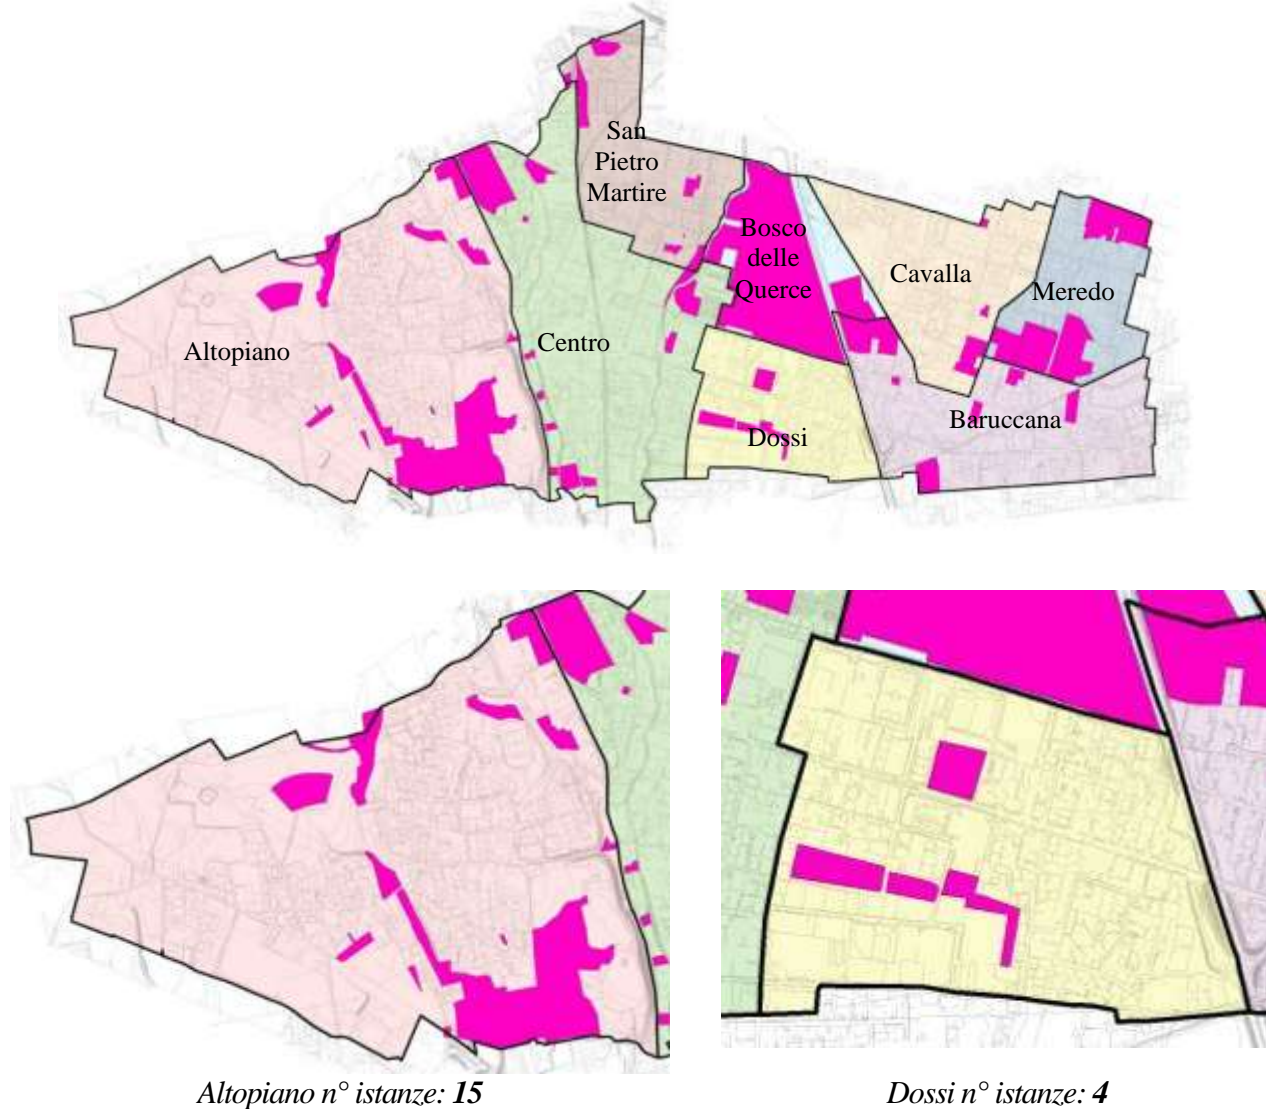 San
Pietro
Martire
Bosco
delle
Querce
Cavalla
Meredo
Altopiano
Centro
Baruccana
Dossi
Altopiano n° istanze: 15
Dossi n° istanze: 4